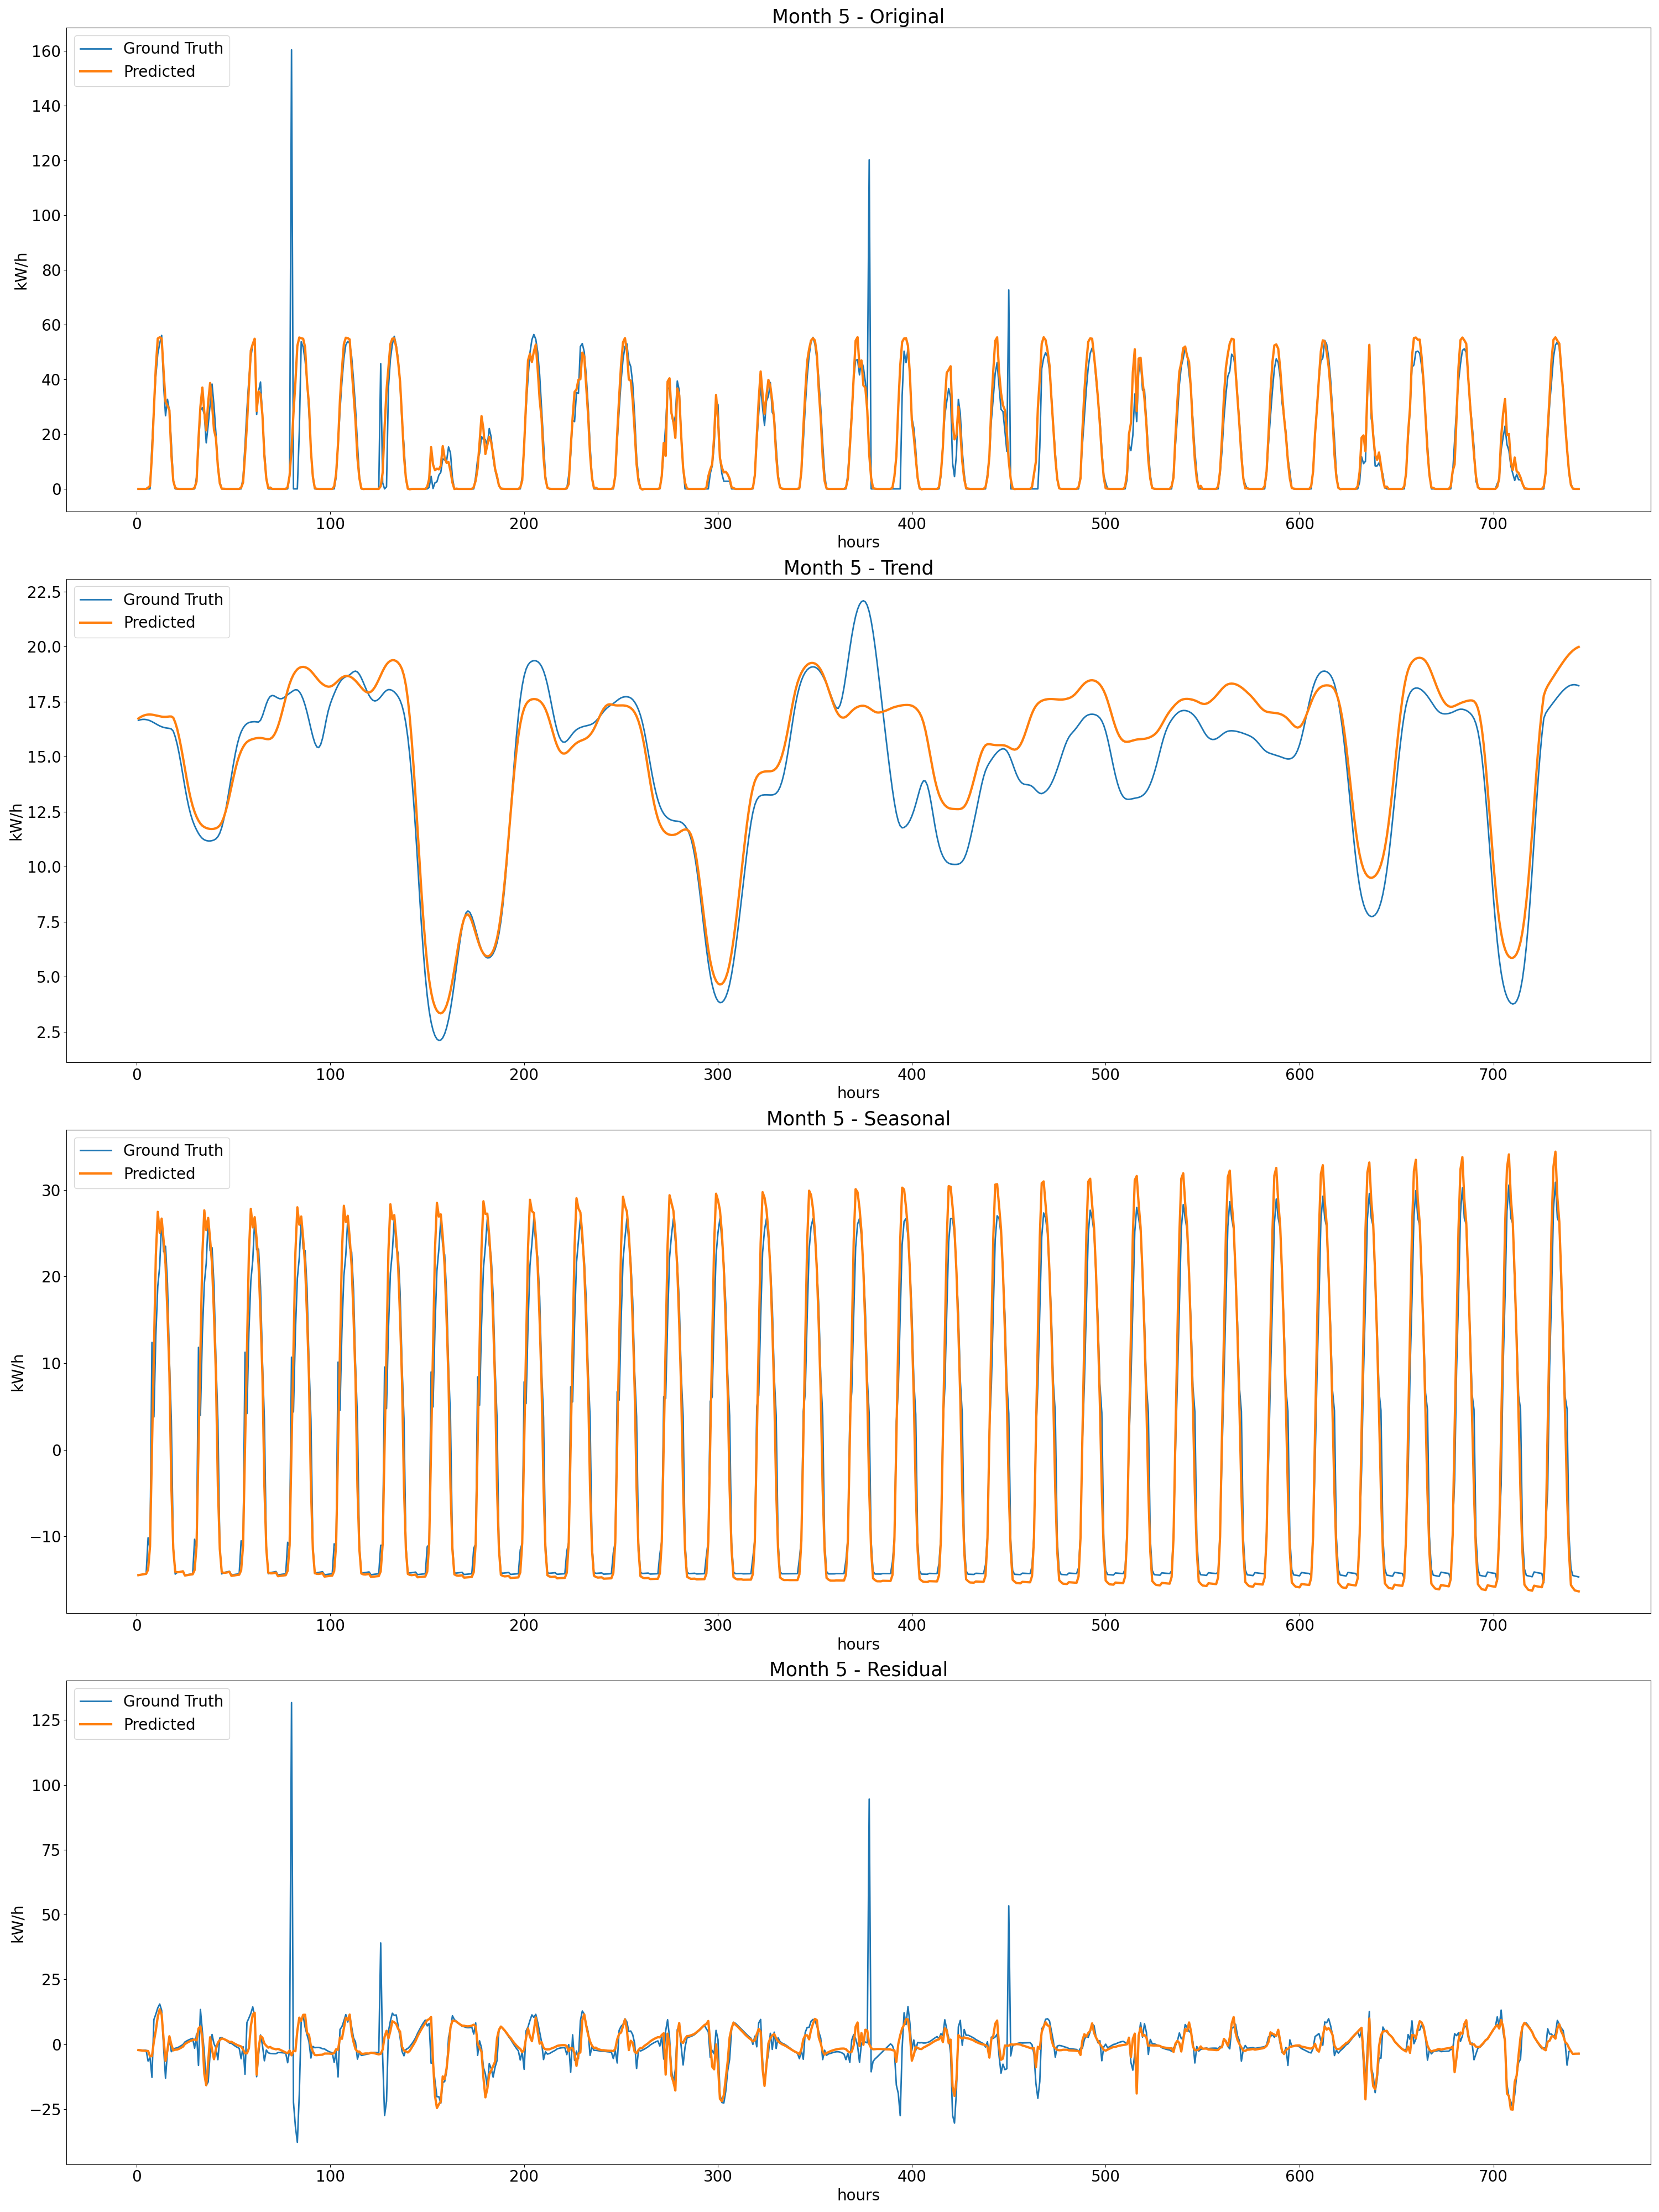 Month 5 - Original
Ground Truth
Predicted
160
140
120
100
80
60
40
20
0
kW/h
0 100 200 300 400 500 600 700
hours
Month 5 - Trend
Ground Truth
Predicted
22.5
20.0
17.5
15.0
12.5
10.0
7.5
5.0
2.5
kW/h
0 100 200 300 400 500 600 700
hours
Month 5 - Seasonal
Ground Truth
Predicted
30
20
10
0
−10
kW/h
0 100 200 300 400 500 600 700
hours
Month 5 - Residual
Ground Truth
Predicted
125
100
75
50
25
0
−25
kW/h
0 100 200 300 400 500 600 700
hours